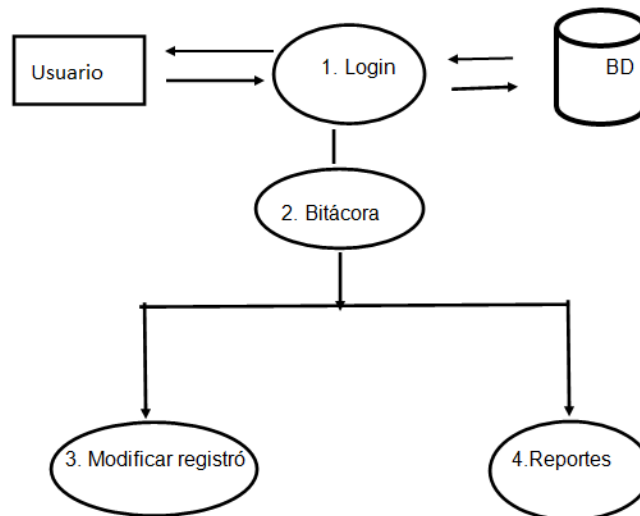 Usuario
1. Login
BD
2. Bitácora
3. Modificar registró
4.Reportes